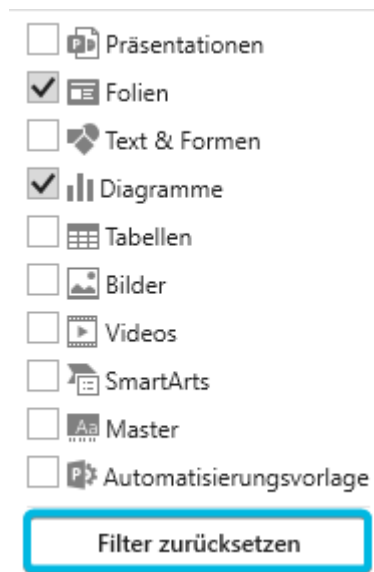 Präsentationen
Folien
Text & Formen
Diagramme
Tabellen
Bilder
Videos
SmartArts
Master
Automatisierungsvorlage
Filter zurücksetzen